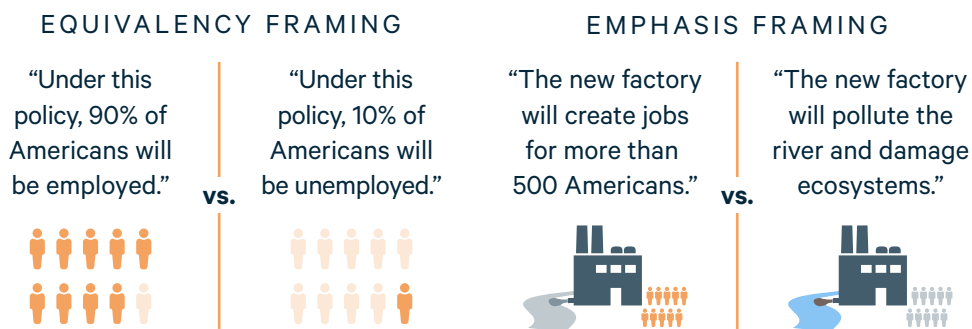 EQUIVALENCY FRAMING
“Under this
policy, 90% of
Americans will
be employed.”
vs.
“Under this
policy, 10% of
Americans will
be unemployed.”
EMPHASIS FRAMING
“The new factory
will create jobs
for more than
500 Americans.”
vs.
“The new factory
will pollute the
river and damage
ecosystems.”